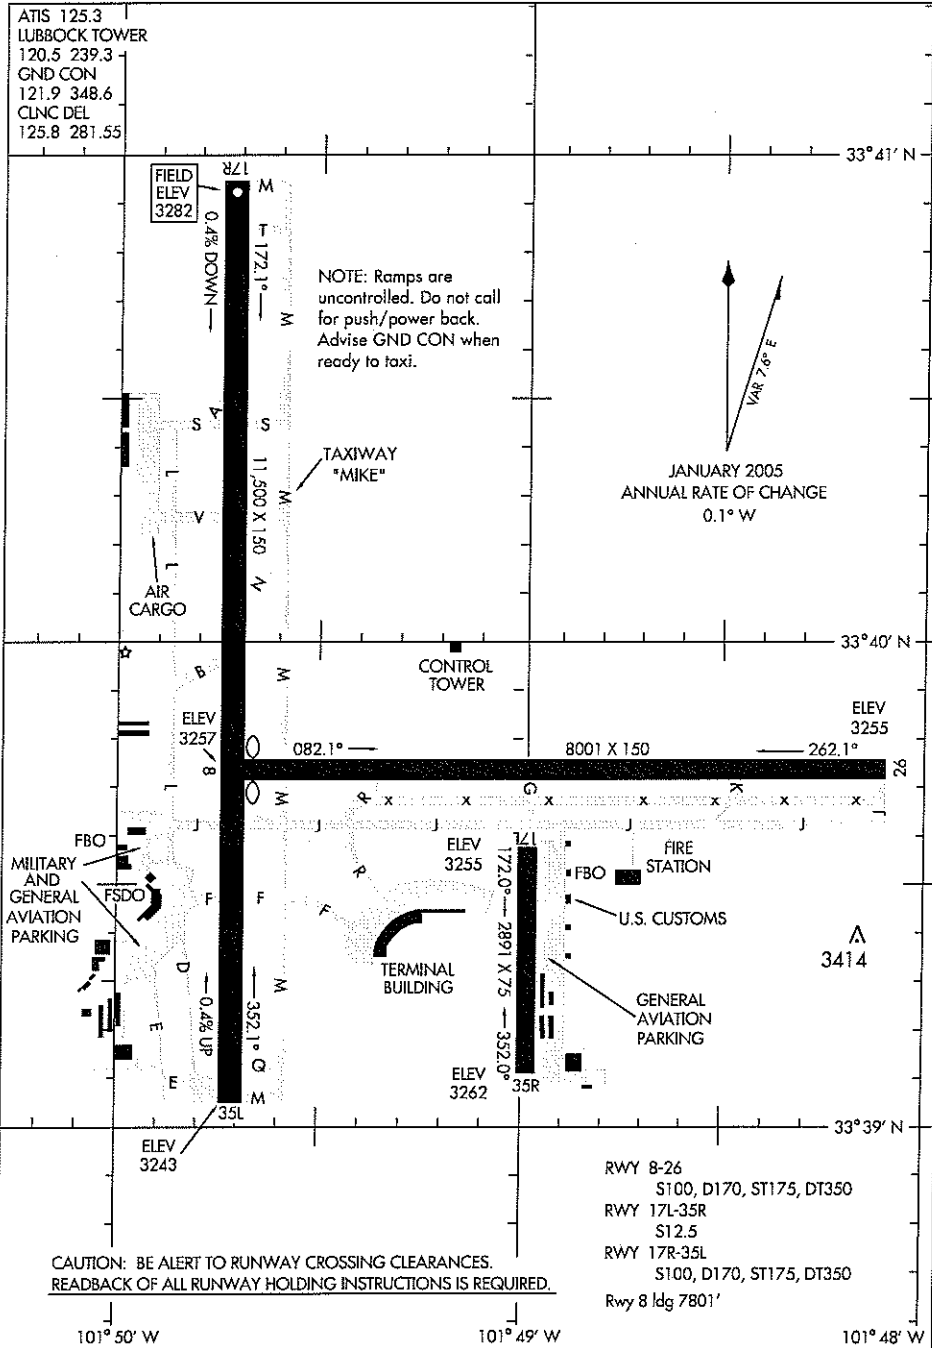 ATIS 125.3
LUBBOCK TOWER
120.5 239.3
GND CON
121.9 348.6
CLNC DEL
125.8 281.55
33°41' N
FIELD
ELEV
3282
17R
M
0.4% DOWN
T
172.1°
NOTE: Ramps are
uncontrolled. Do not call
for push/power back.
Advise GND CON when
ready to taxi.
M
VAR 7.6° E
JANUARY 2005
ANNUAL RATE OF CHANGE
0.1° W
S
A
S
TAXIWAY
"MIKE"
L
11,500 X 150
M
V
N
L
AIR
CARGO
33°40' N
CONTROL
TOWER
B
M
ELEV
3257
ELEV
3255
8
082.1°
8001 X 150
262.1°
26
L
M
R
G
K
X X X X X X X
J
J
J
J
J
M
FBO
MILITARY
AND
GENERAL
AVIATION
PARKING
FSDO
ELEV
3255
17L
FBO
FIRE
STATION
R
F
F
F
U.S. CUSTOMS
172.0°
2891 X 75
352.0°
3414
TERMINAL
BUILDING
D
M
E
0.4% UP
352.1°
GENERAL
AVIATION
PARKING
Q
E
M
35L
ELEV
3262
35R
ELEV
3243
33°39' N
RWY 8-26
S100, D170, ST175, DT350
RWY 17L-35R
S12.5
RWY 17R-35L
S100, D170, ST175, DT350
Rwy 8 ldg 7801'
CAUTION: BE ALERT TO RUNWAY CROSSING CLEARANCES.
READBACK OF ALL RUNWAY HOLDING INSTRUCTIONS IS REQUIRED.
101°50' W
101°49' W
101°48' W